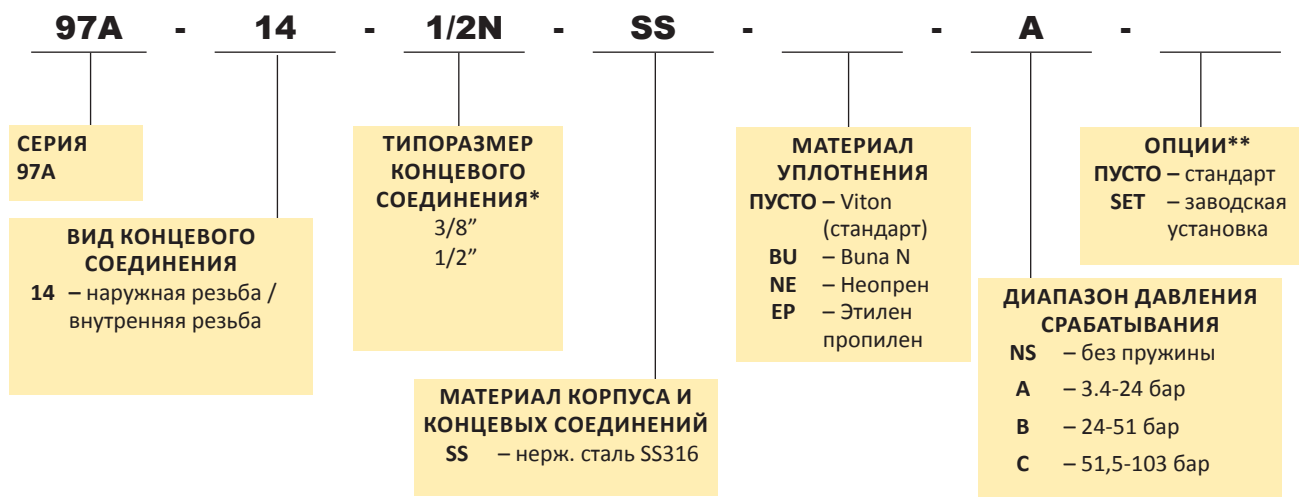 97A - 14 - 1/2N - SS - - A -
СЕРИЯ
97A
ВИД КОНЦЕВОГО
СОЕДИНЕНИЯ
14 – наружная резьба /
внутренняя резьба
ТИПОРАЗМЕР
КОНЦЕВОГО
СОЕДИНЕНИЯ*
3/8”
1/2”
МАТЕРИАЛ КОРПУСА И
КОНЦЕВЫХ СОЕДИНЕНИЙ
SS – нерж. сталь SS316
МАТЕРИАЛ
УПЛОТНЕНИЯ
ПУСТО – Viton
(стандарт)
BU – Buna N
NE – Неопрен
EP – Этилен
пропилен
ДИАПАЗОН ДАВЛЕНИЯ
СРАБАТЫВАНИЯ
NS – без пружины
A – 3.4-24 бар
B – 24-51 бар
C – 51,5-103 бар
ОПЦИИ**
ПУСТО – стандарт
SET – заводская
установка